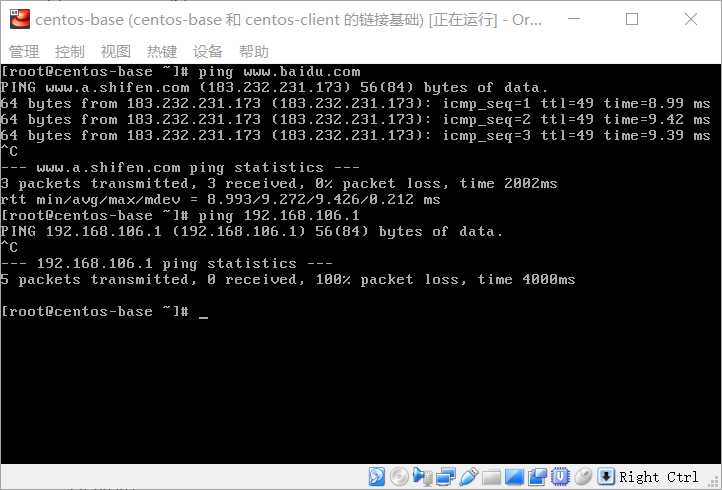 centos-base (centos-base 和 centos-client 的链接基础) [正在运行] - Or...
管理 控制 视图 热键 设备 帮助
[root@centos-base ~]# ping www.baidu.com
PING www.a.shifen.com (183.232.231.173) 56(84) bytes of data.
64 bytes from 183.232.231.173 (183.232.231.173): icmp_seq=1 ttl=49 time=8.99 ms
64 bytes from 183.232.231.173 (183.232.231.173): icmp_seq=2 ttl=49 time=9.42 ms
64 bytes from 183.232.231.173 (183.232.231.173): icmp_seq=3 ttl=49 time=9.39 ms
^C
--- www.a.shifen.com ping statistics ---
3 packets transmitted, 3 received, 0% packet loss, time 2002ms
rtt min/avg/max/mdev = 8.993/9.272/9.426/0.212 ms
[root@centos-base ~]# ping 192.168.106.1
PING 192.168.106.1 (192.168.106.1) 56(84) bytes of data.
^C
--- 192.168.106.1 ping statistics ---
5 packets transmitted, 0 received, 100% packet loss, time 4000ms
[root@centos-base ~]# _
Right Ctrl